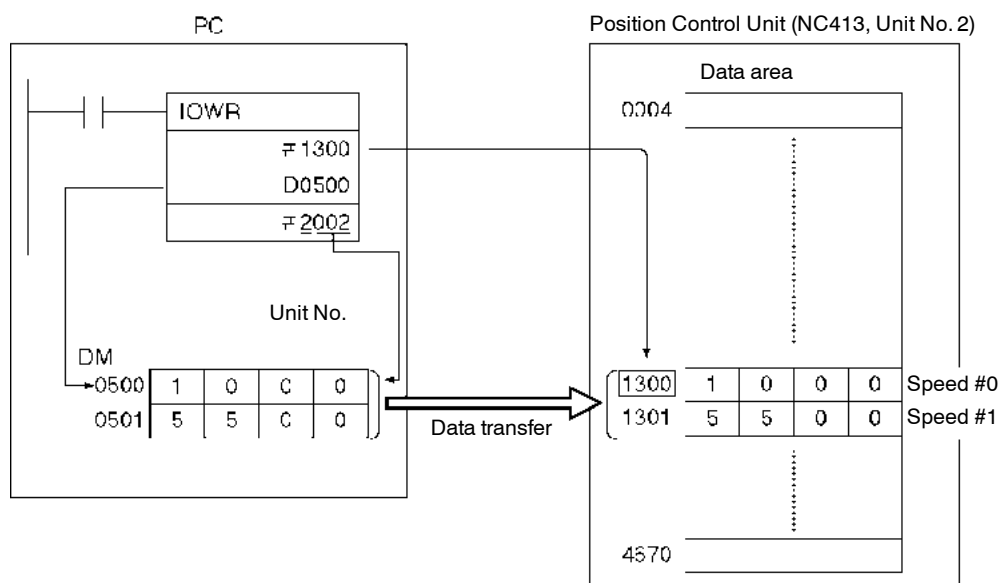 PC
Position Control Unit (NC413, Unit No. 2)
Data area
0004
IOWR
#1300
D0500
#2002
Unit No.
DM
0500 1 0 0 0
0501 5 5 0 0
Data transfer
1300 1 0 0 0 Speed #0
1301 5 5 0 0 Speed #1
4670